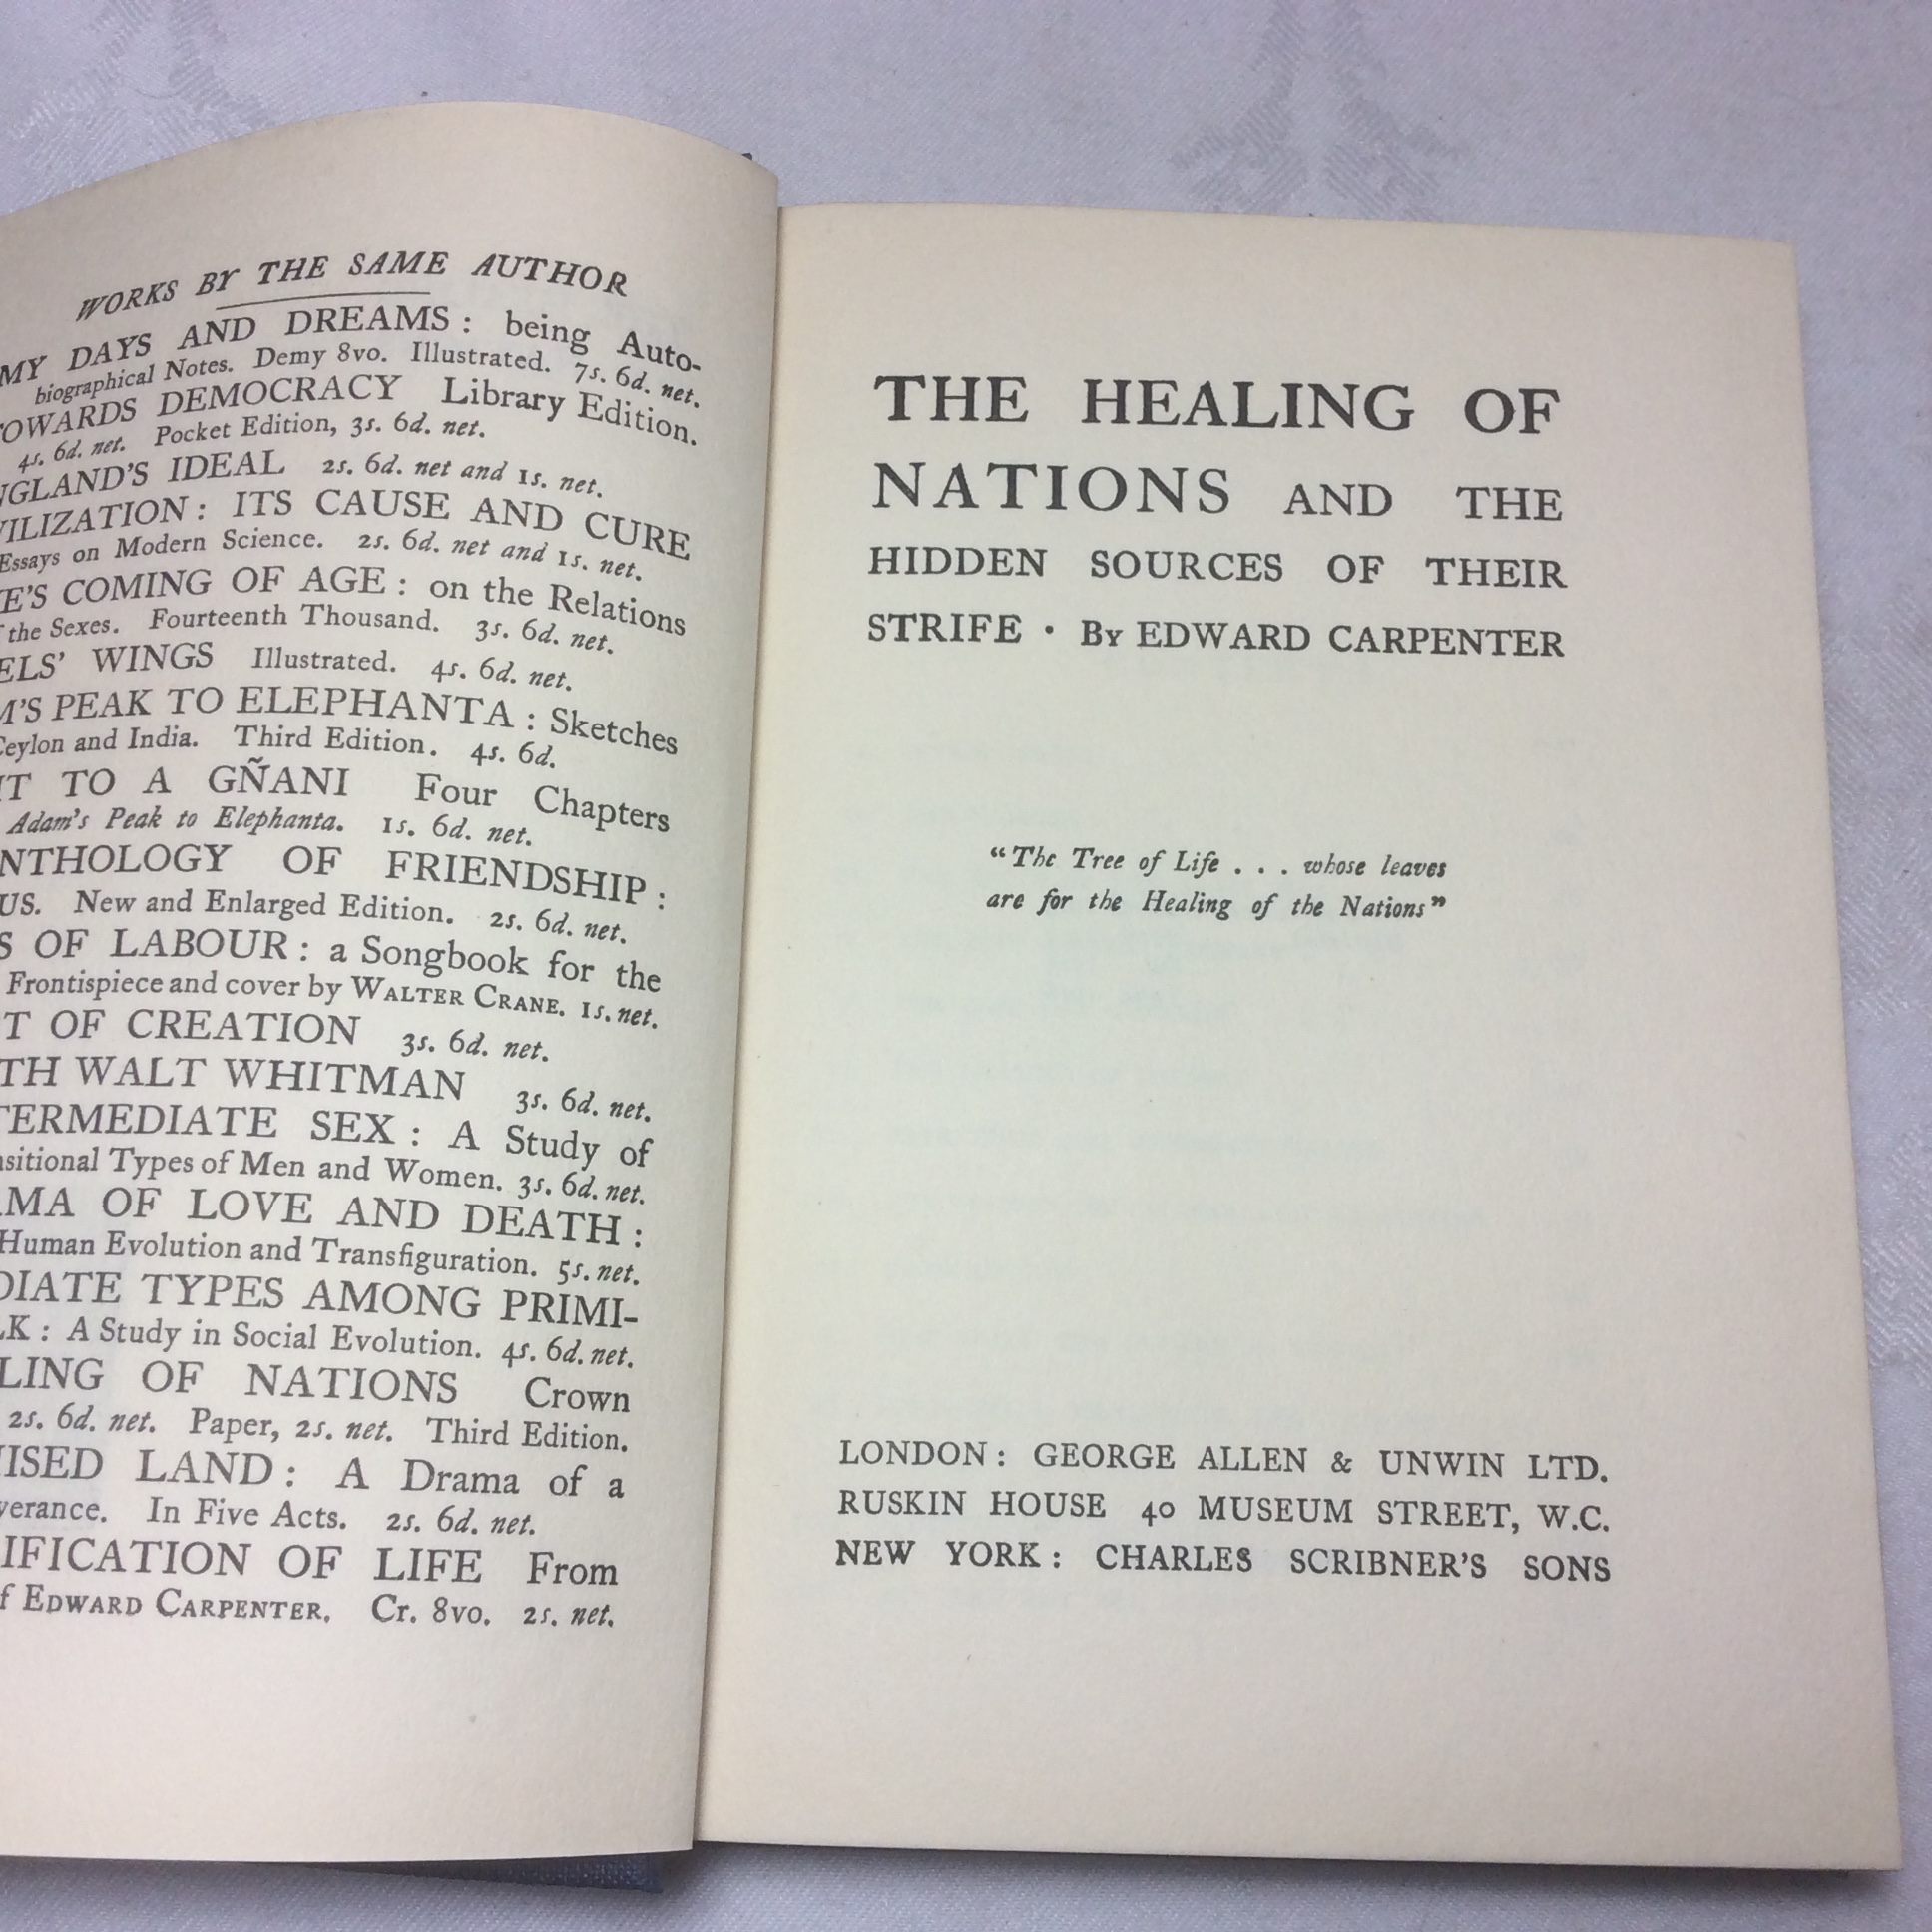 WORKS BY THE SAME AUTHOR
MY DAYS AND DREAMS: being Auto-
biographical Notes. Demy 8vo. Illustrated. 7s. 6d. net.
TOWARDS DEMOCRACY Library Edition.
4s. 6d. net. Pocket Edition, 3s. 6d. net.
NGLAND'S IDEAL 2s. 6d. net and 1s. net.
VILIZATION: ITS CAUSE AND CURE
Essays on Modern Science. 2s. 6d. net and 1s. net.
E'S COMING OF AGE: on the Relations
the Sexes. Fourteenth Thousand. 3s. 6d. net.
ELS' WINGS Illustrated. 4s. 6d. net.
M'S PEAK TO ELEPHANTA: Sketches
Ceylon and India. Third Edition. 4s. 6d.
IT TO A GÑANI Four Chapters
Adam's Peak to Elephanta. 1s. 6d. net.
NTHOLOGY OF FRIENDSHIP:
US. New and Enlarged Edition. 2s. 6d. net.
S OF LABOUR: a Songbook for the
Frontispiece and cover by WALTER CRANE. 1s. net.
T OF CREATION 3s. 6d. net.
TH WALT WHITMAN 3s. 6d. net.
TERMEDIATE SEX: A Study of
nsitional Types of Men and Women. 3s. 6d. net.
AMA OF LOVE AND DEATH:
Human Evolution and Transfiguration. 5s. net.
DIATE TYPES AMONG PRIMI-
LK: A Study in Social Evolution. 4s. 6d. net.
LING OF NATIONS Crown
2s. 6d. net. Paper, 2s. net. Third Edition.
ISED LAND: A Drama of a
verance. In Five Acts. 2s. 6d. net.
IFICATION OF LIFE From
f EDWARD CARPENTER. Cr. 8vo. 2s. net.
THE HEALING OF
NATIONS AND THE
HIDDEN SOURCES OF THEIR
STRIFE · BY EDWARD CARPENTER
"The Tree of Life . . . whose leaves
are for the Healing of the Nations"
LONDON: GEORGE ALLEN & UNWIN LTD.
RUSKIN HOUSE 40 MUSEUM STREET, W.C.
NEW YORK: CHARLES SCRIBNER'S SONS